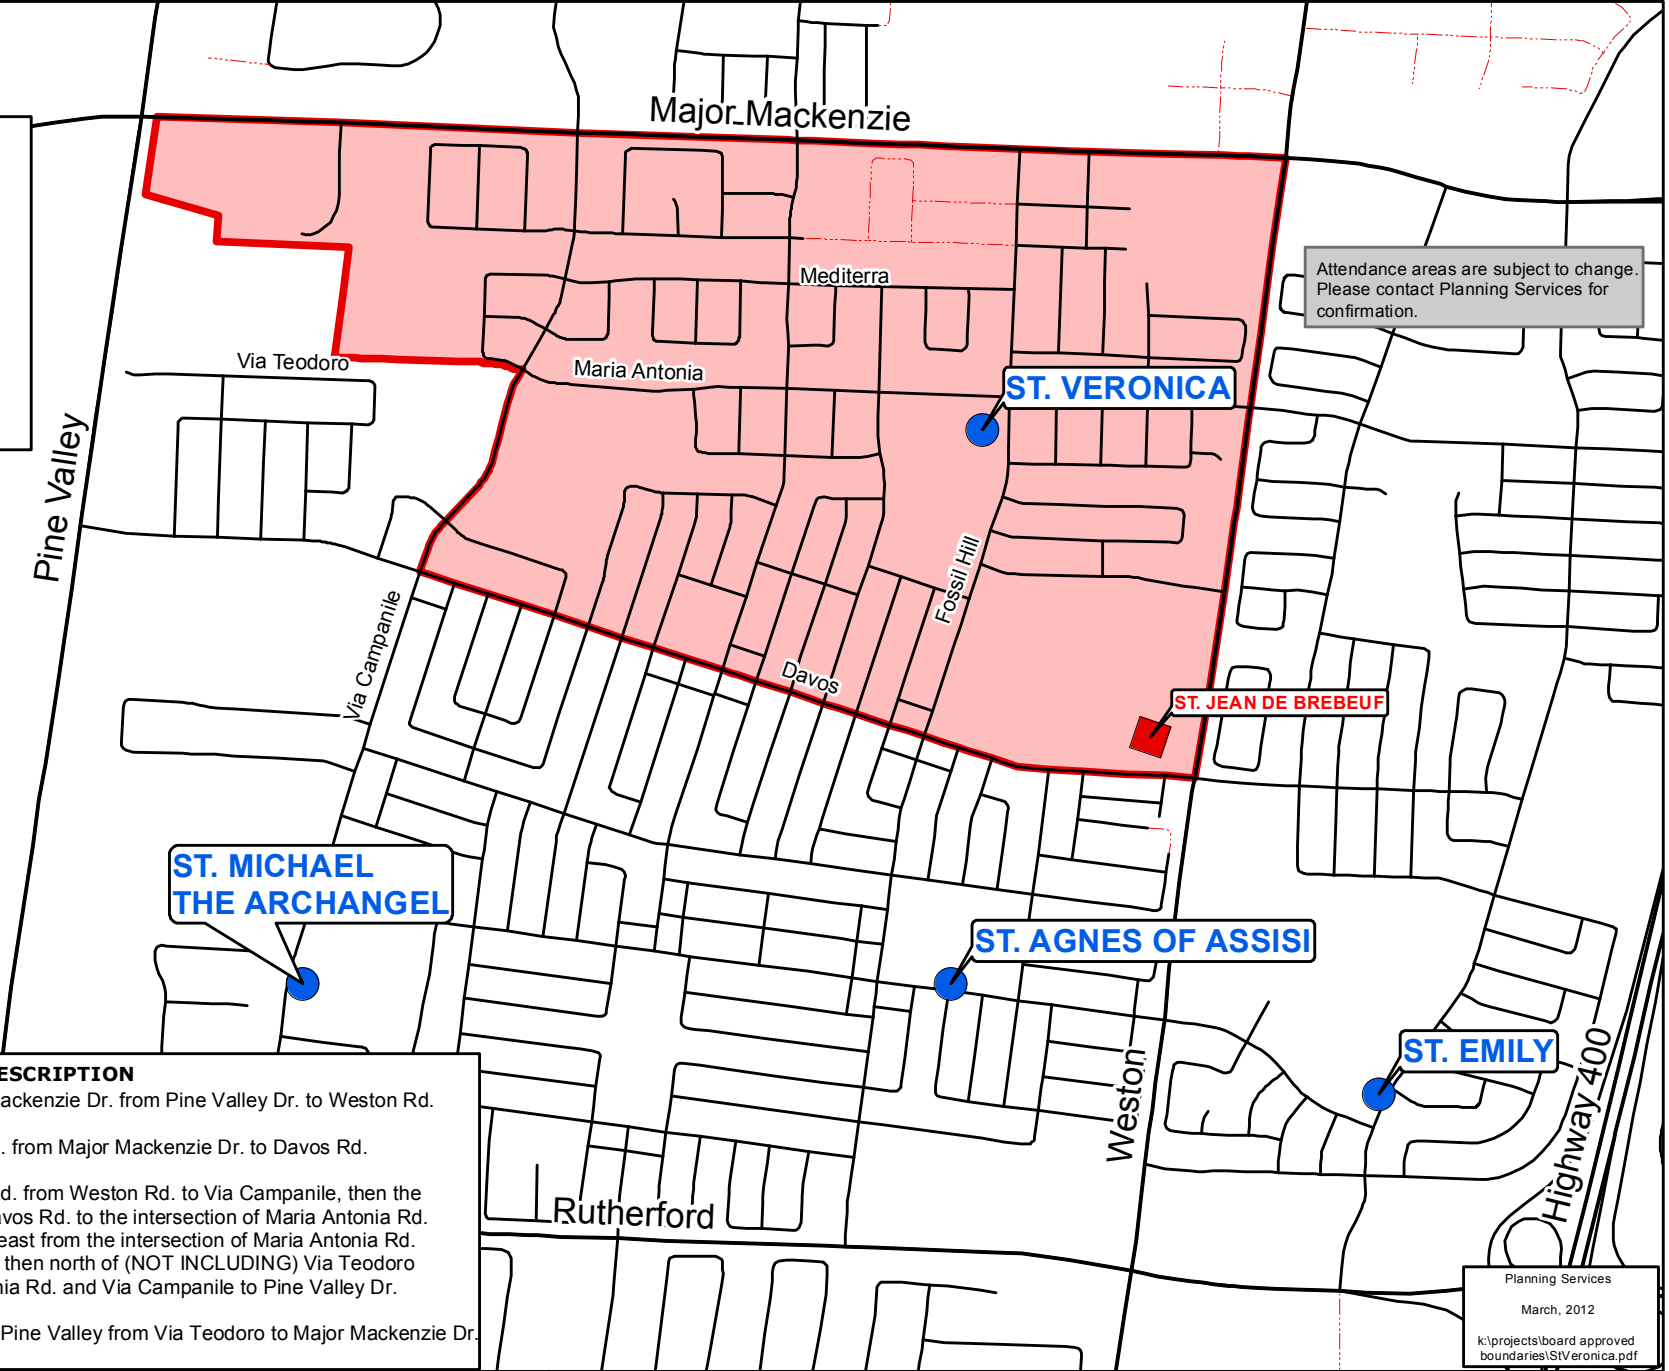 Major Mackenzie
Mediterra
Attendance areas are subject to change.
Please contact Planning Services for
confirmation.
Via Teodoro
Maria Antonia
ST. VERONICA
Pine Valley
Fossil Hill
Via Campanile
Davos
ST. JEAN DE BREBEUF
ST. MICHAEL
THE ARCHANGEL
ST. AGNES OF ASSISI
ST. EMILY
Weston
Highway 400
Rutherford
ESCRIPTION
ackenzie Dr. from Pine Valley Dr. to Weston Rd.
. from Major Mackenzie Dr. to Davos Rd.
d. from Weston Rd. to Via Campanile, then the
avos Rd. to the intersection of Maria Antonia Rd.
east from the intersection of Maria Antonia Rd.
then north of (NOT INCLUDING) Via Teodoro
nia Rd. and Via Campanile to Pine Valley Dr.
Pine Valley from Via Teodoro to Major Mackenzie Dr.
Planning Services
March, 2012
k:\projects\board approved
boundaries\StVeronica.pdf